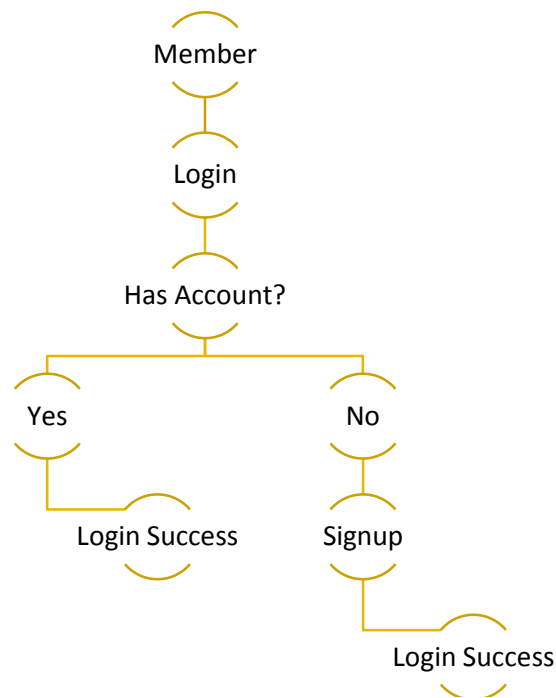 Member
Login
Has Account?
Yes
No
Login Success
Signup
Login Success